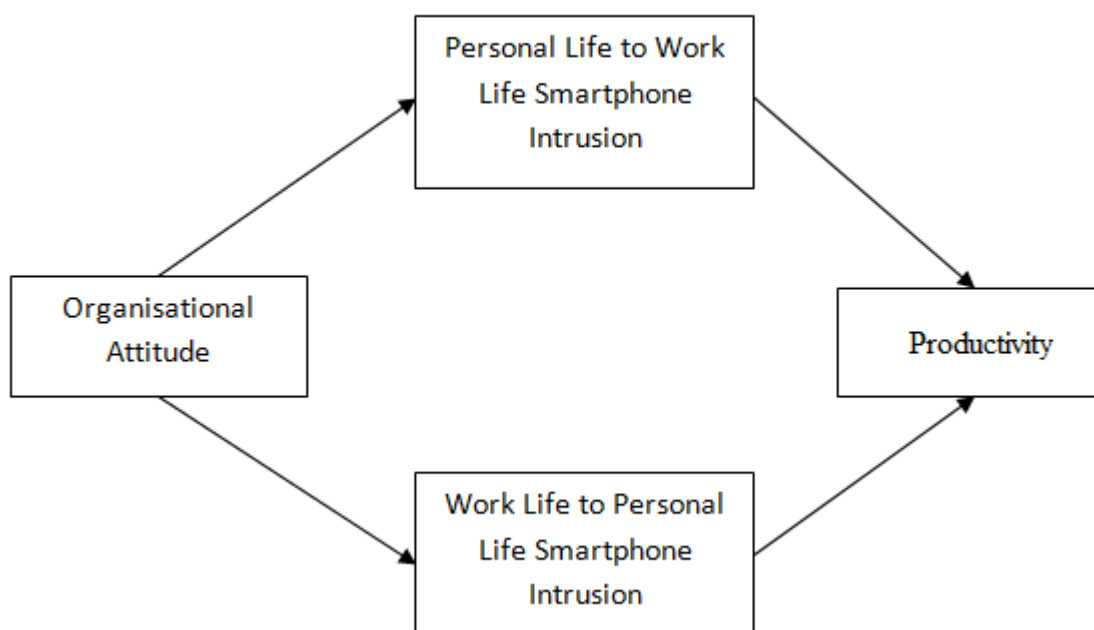 Personal Life to Work
Life Smartphone
Intrusion
Organisational
Attitude
Productivity
Work Life to Personal
Life Smartphone
Intrusion